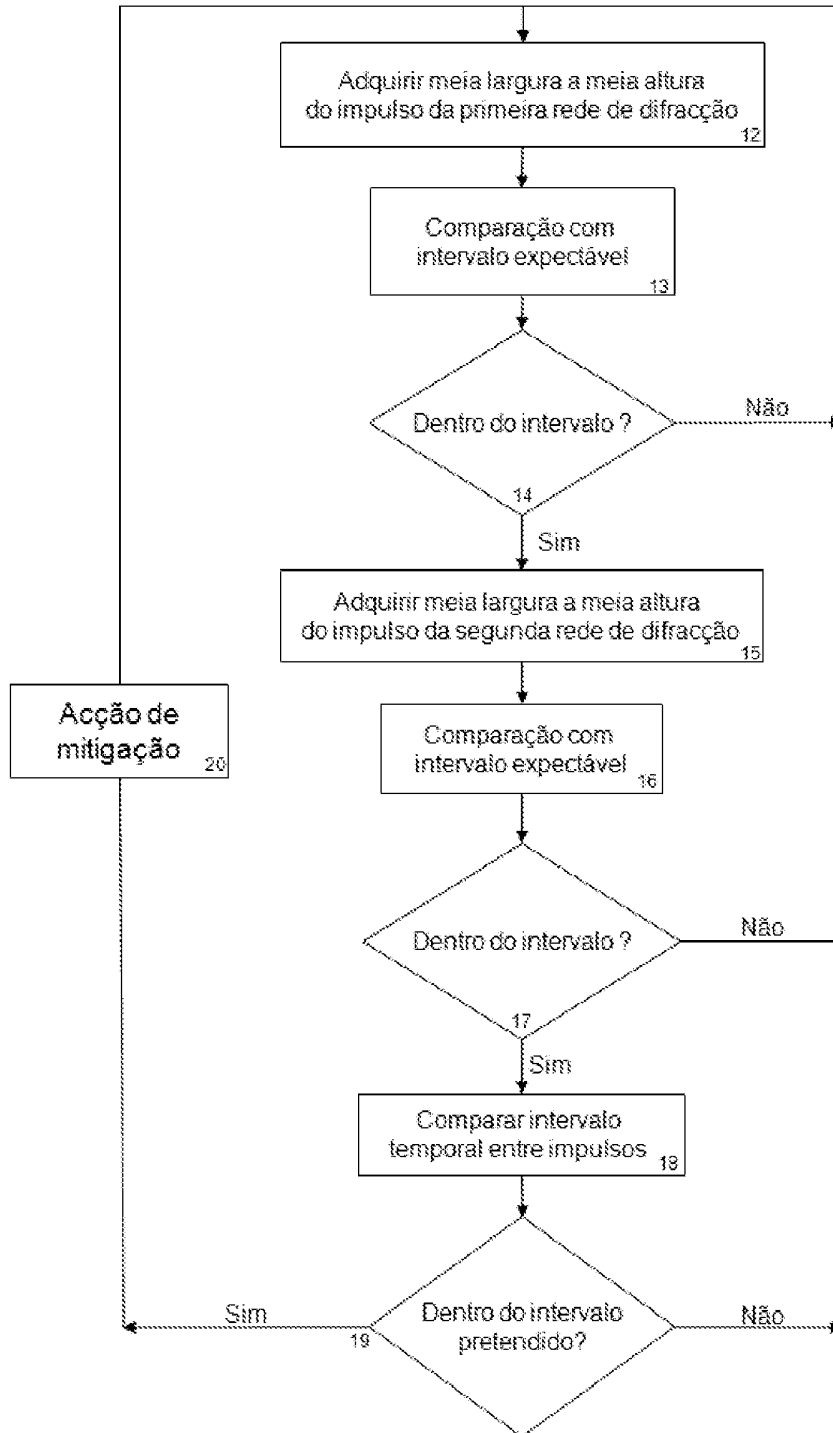 Adquirir meia largura a meia altura
do impulso da primeira rede de difracção
12
Comparação com
intervalo expectável
13
Dentro do intervalo ?
Não
14
Sim
Adquirir meia largura a meia altura
do impulso da segunda rede de difracção
15
Acção de
mitigação
20
Comparação com
intervalo expectável
16
Dentro do intervalo ?
Não
17
Sim
Comparar intervalo
temporal entre impulsos
18
Sim
19
Dentro do intervalo
pretendido?
Não